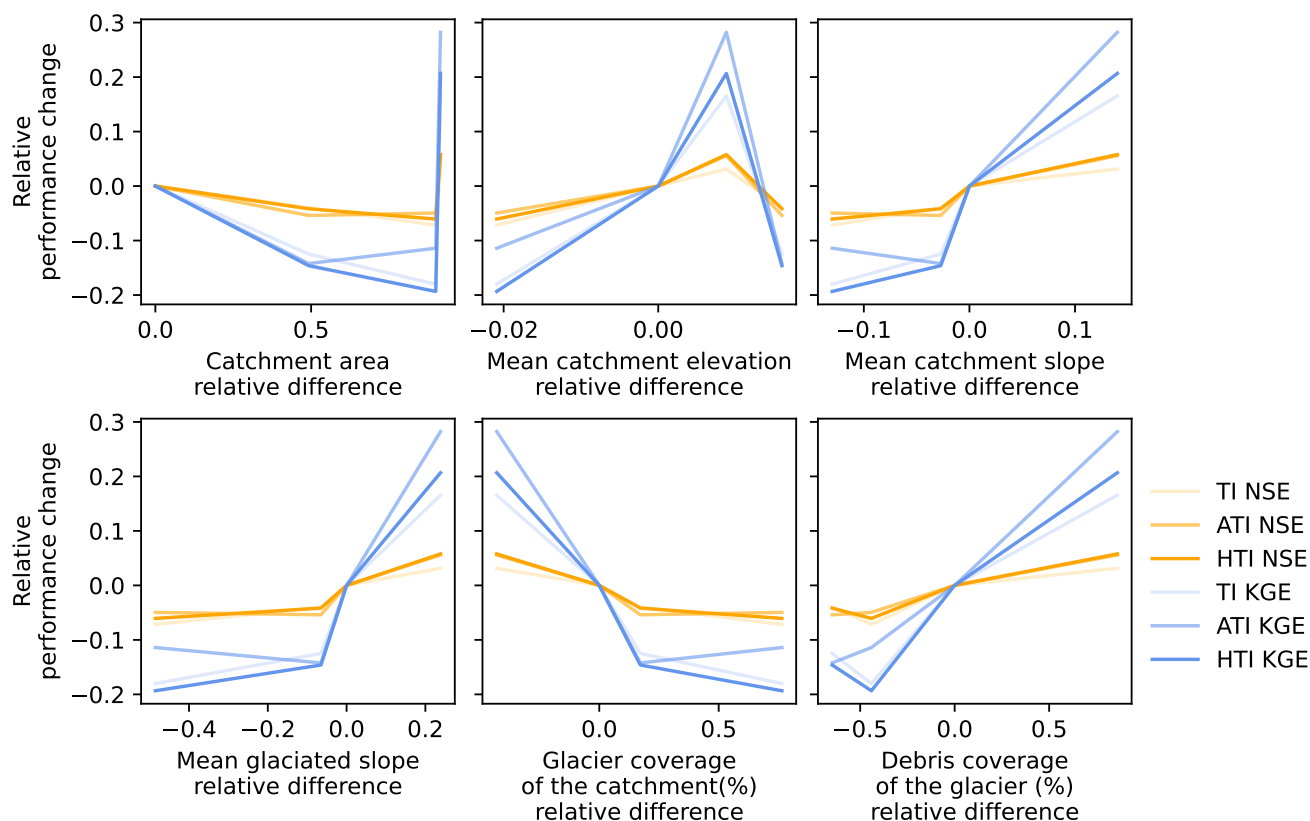 Relative
performance change
0.3
0.2
0.1
0.0
−0.1
−0.2
0.0
0.5
Catchment area
relative difference
−0.02
0.00
Mean catchment elevation
relative difference
−0.1
0.0
0.1
Mean catchment slope
relative difference
Relative
performance change
0.3
0.2
0.1
0.0
−0.1
−0.2
−0.4
−0.2
0.0
0.2
Mean glaciated slope
relative difference
0.0
0.5
Glacier coverage
of the catchment(%)
relative difference
−0.5
0.0
0.5
Debris coverage
of the glacier (%)
relative difference
TI NSE
ATI NSE
HTI NSE
TI KGE
ATI KGE
HTI KGE